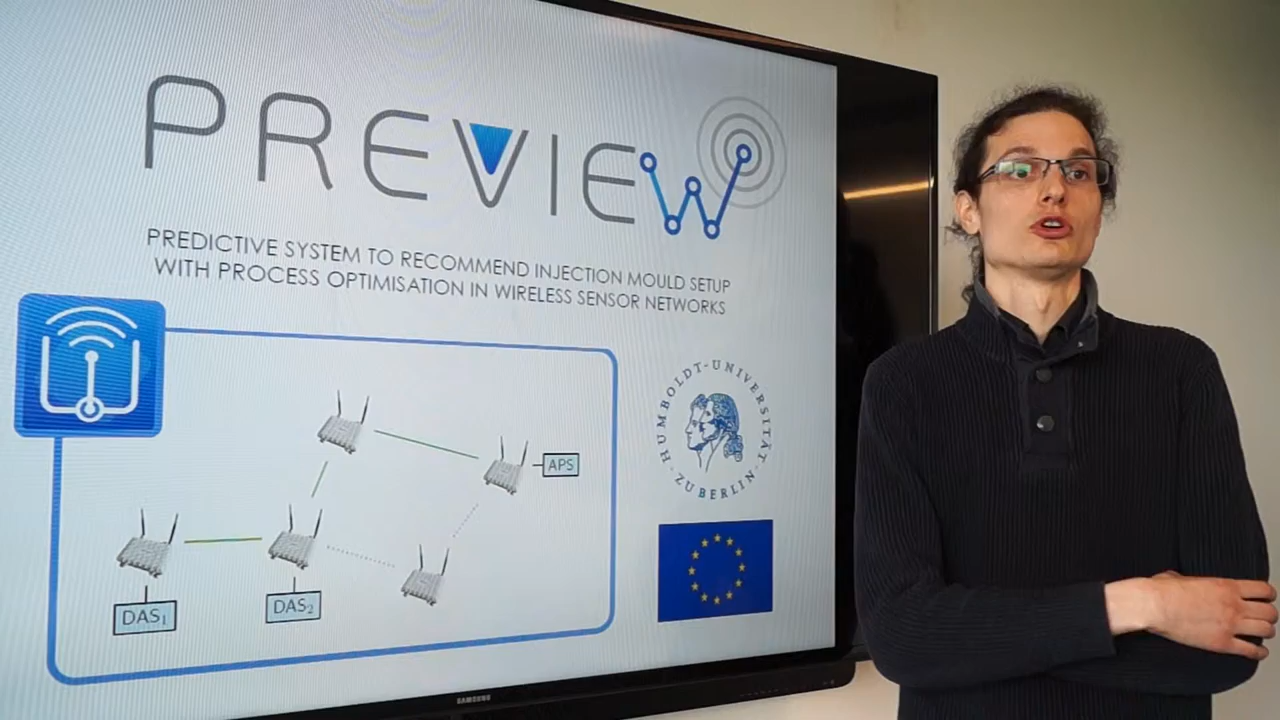 PREVIEW
PREDICTIVE SYSTEM TO RECOMMEND INJECTION MOULD SETUP
WITH PROCESS OPTIMISATION IN WIRELESS SENSOR NETWORKS
HUMBOLDT-UNIVERSITÄT
ZU BERLIN
APS
DAS₁
DAS₂
SAMSUNG